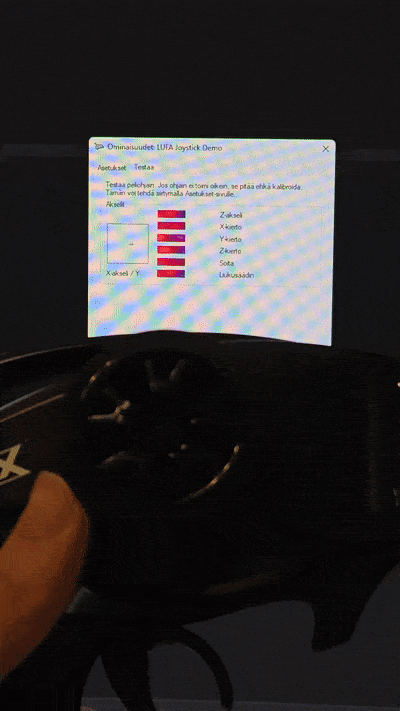 Ominaisuudet: LUFA Joystick Demo
Asetukset Testaa
Testaa peliohjain. Jos ohjain ei toimi oikein, se pitää ehkä kalibroida.
Tämän voi tehdä siirtymällä Asetukset-sivulle.
Akselit
Z-akseli
X-kierto
Y-kierto
Z-kierto
Soita
Liukusäädin
X-akseli / Y
X